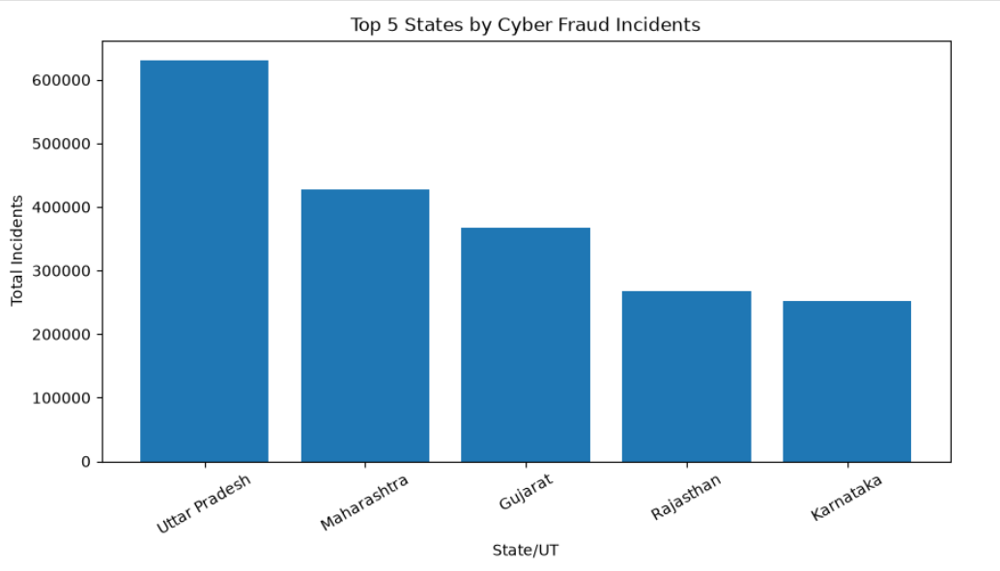 Top 5 States by Cyber Fraud Incidents
Total Incidents
600000
500000
400000
300000
200000
100000
0
Uttar Pradesh
Maharashtra
Gujarat
Rajasthan
Karnataka
State/UT